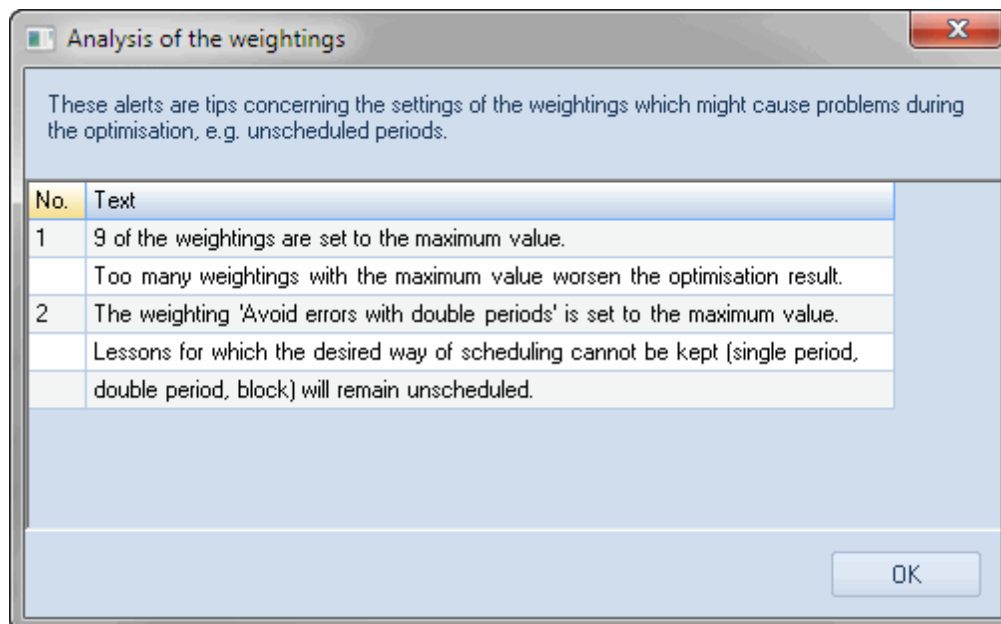 Analysis of the weightings
These alerts are tips concerning the settings of the weightings which might cause problems during
the optimisation, e.g. unscheduled periods.
No. Text
1 9 of the weightings are set to the maximum value.
Too many weightings with the maximum value worsen the optimisation result.
2 The weighting 'Avoid errors with double periods' is set to the maximum value.
Lessons for which the desired way of scheduling cannot be kept (single period,
double period, block) will remain unscheduled.
OK